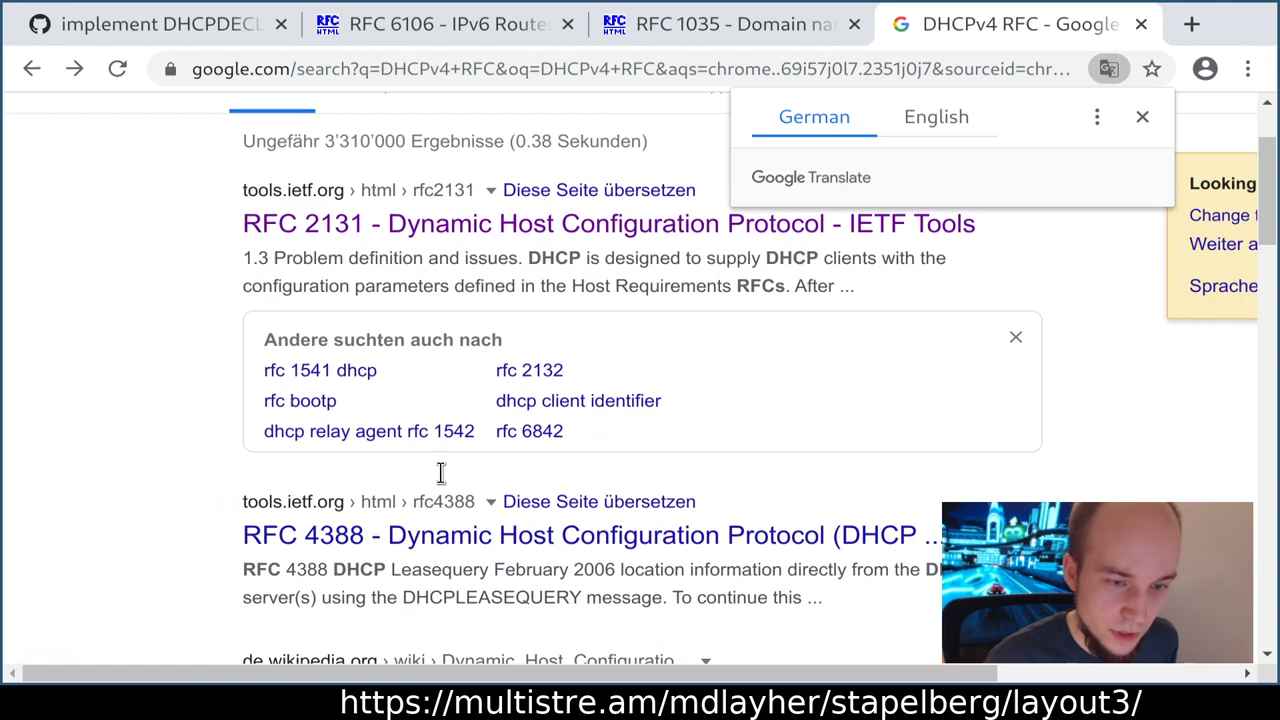 implement DHCPDECL
RFC 6106 - IPv6 Route
RFC 1035 - Domain na
DHCPv4 RFC - Google
google.com/search?q=DHCPv4+RFC&oq=DHCPv4+RFC&aqs=chrome..69i57j0l7.2351j0j7&sourceid=chr...
German
English
Google Translate
Ungefähr 3’310’000 Ergebnisse (0.38 Sekunden)
tools.ietf.org › html › rfc2131 Diese Seite übersetzen
RFC 2131 - Dynamic Host Configuration Protocol - IETF Tools
1.3 Problem definition and issues. DHCP is designed to supply DHCP clients with the
configuration parameters defined in the Host Requirements RFCs. After ...
Looking
Change
Weiter a
Sprache
Andere suchten auch nach
rfc 1541 dhcp
rfc 2132
rfc bootp
dhcp client identifier
dhcp relay agent rfc 1542
rfc 6842
tools.ietf.org › html › rfc4388 Diese Seite übersetzen
RFC 4388 - Dynamic Host Configuration Protocol (DHCP ...
RFC 4388 DHCP Leasequery February 2006 location information directly from the
server(s) using the DHCPLEASEQUERY message. To continue this ...
de.wikipedia.org › wiki › Dynamic_Host_Configuratio...
https://multistre.am/mdlayher/stapelberg/layout3/